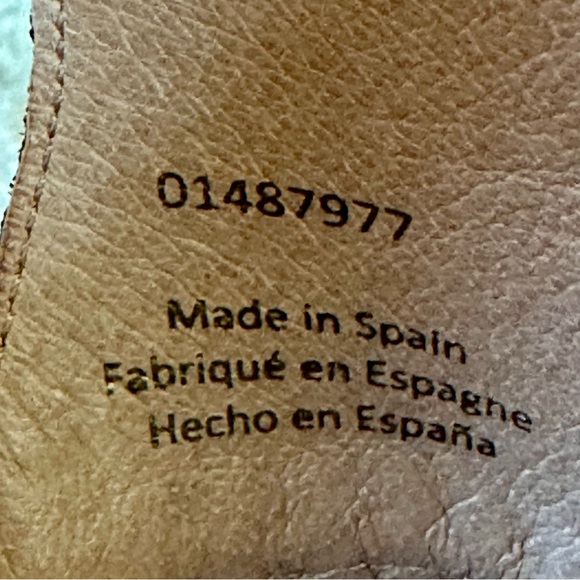 01487977
Made in Spain
Fabriqué en Espagne
Hecho en España